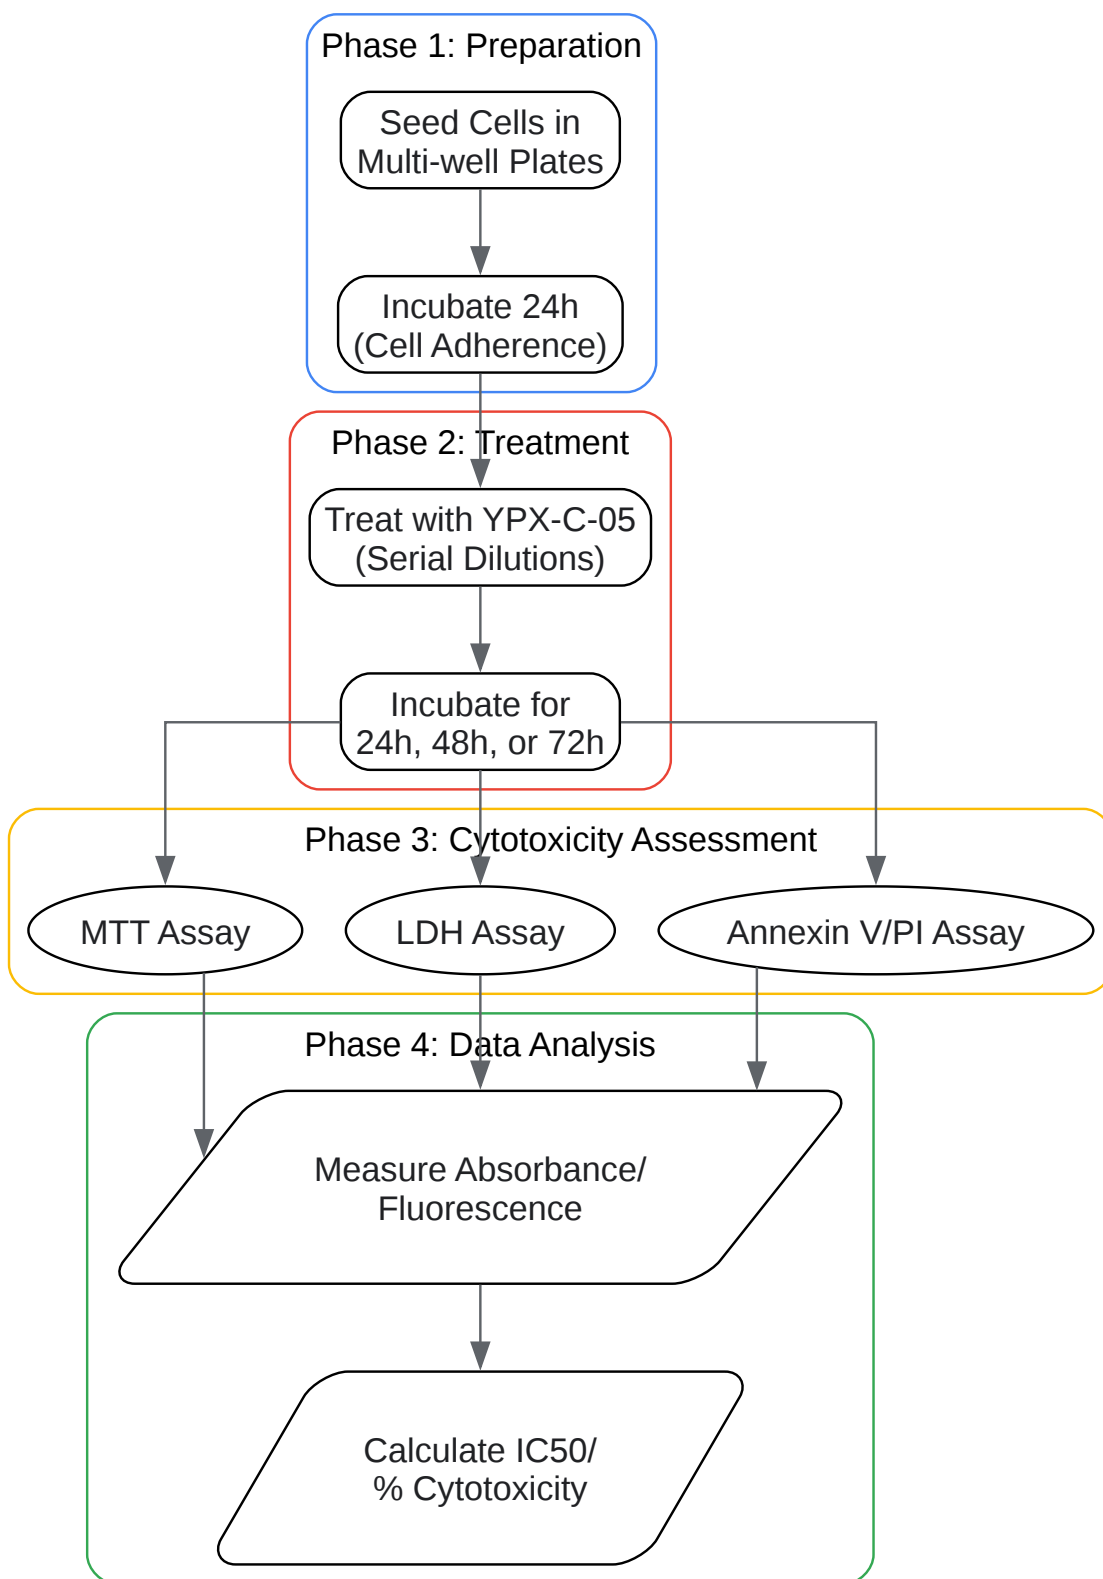 Phase 1: Preparation
Seed Cells in
Multi-well Plates
Incubate 24h
(Cell Adherence)
Phase 2: Treatment
Treat with YPX-C-05
(Serial Dilutions)
Incubate for
24h, 48h, or 72h
Phase 3: Cytotoxicity Assessment
MTT Assay
LDH Assay
Annexin V/PI Assay
Phase 4: Data Analysis
Measure Absorbance/
Fluorescence
Calculate IC50/
% Cytotoxicity